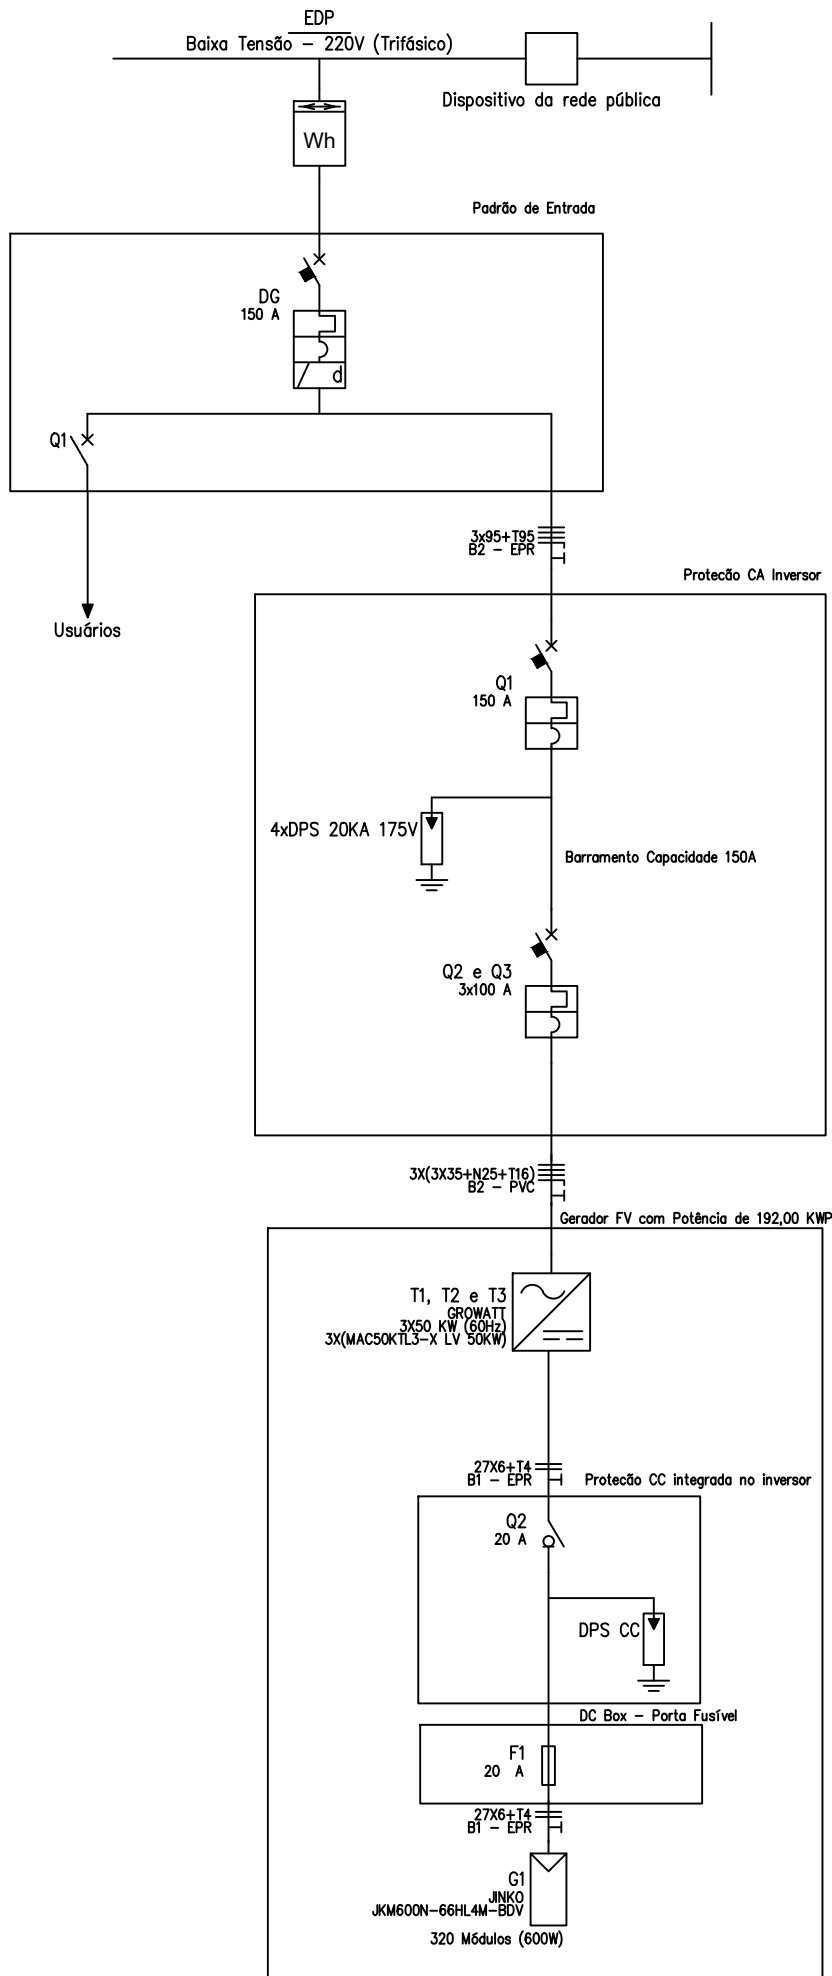 EDP
Baixa Tensão - 220V (Trifásico)
Dispositivo da rede pública
Wh
Padrão de Entrada
DG
150 A
d
Q1
3x95+T95
B2 - EPR
Protecão CA Inversor
Usuários
Q1
150 A
4xDPS 20KA 175V
Barramento Capacidade 150A
Q2 e Q3
3x100 A
3X(3X35+N25+T16)
B2 - PVC
Gerador FV com Potência de 192,00 KWP
T1, T2 e T3
GROWATT
3X50 KW (60Hz)
3X(MAC50KTL3-X LV 50KW)
27X6+T4
B1 - EPR
Protecão CC integrada no inversor
Q2
20 A
DPS CC
DC Box - Porta Fusível
F1
20 A
27X6+T4
B1 - EPR
G1
JINKO
JKM600N-66HL4M-BDV
320 Módulos (600W)